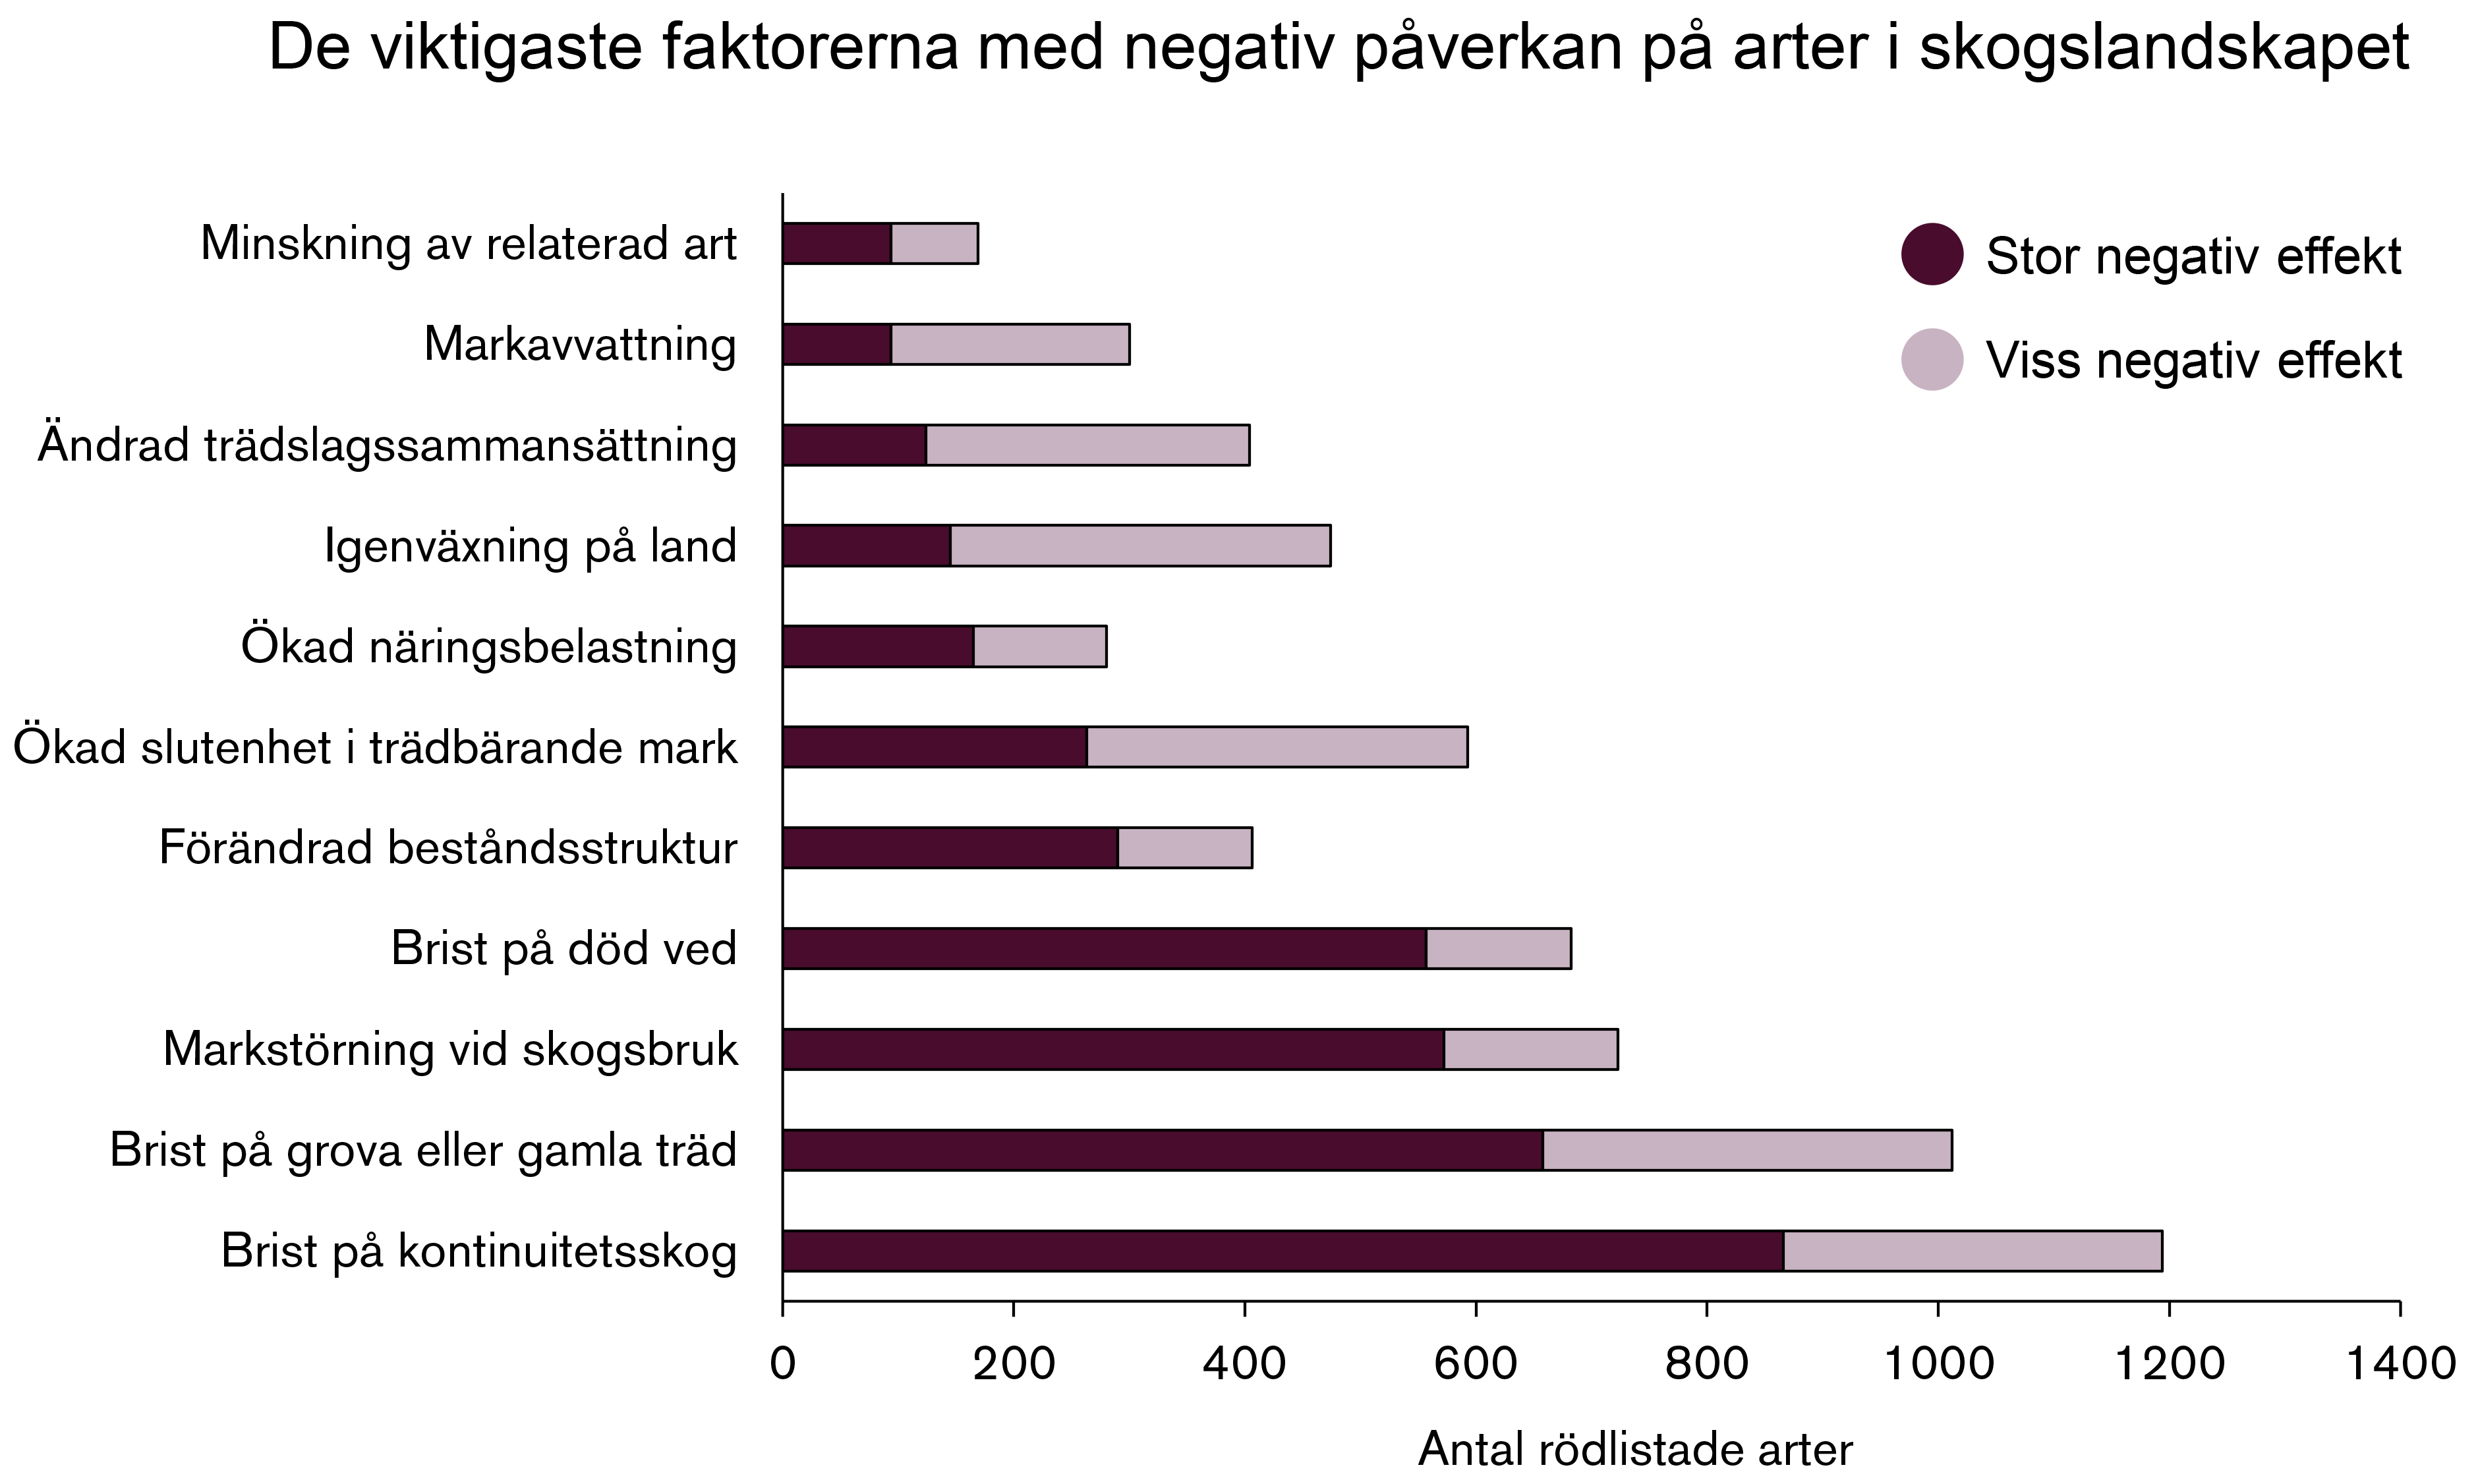 De viktigaste faktorerna med negativ påverkan på arter i skogslandskapet
Stor negativ effekt
Viss negativ effekt
Minskning av relaterad art
Markavvattning
Ändrad trädslagssammansättning
Igenväxning på land
Ökad näringsbelastning
Ökad slutenhet i trädbärande mark
Förändrad beståndsstruktur
Brist på död ved
Markstörning vid skogsbruk
Brist på grova eller gamla träd
Brist på kontinuitetsskog
0 200 400 600 800 1000 1200 1400
Antal rödlistade arter